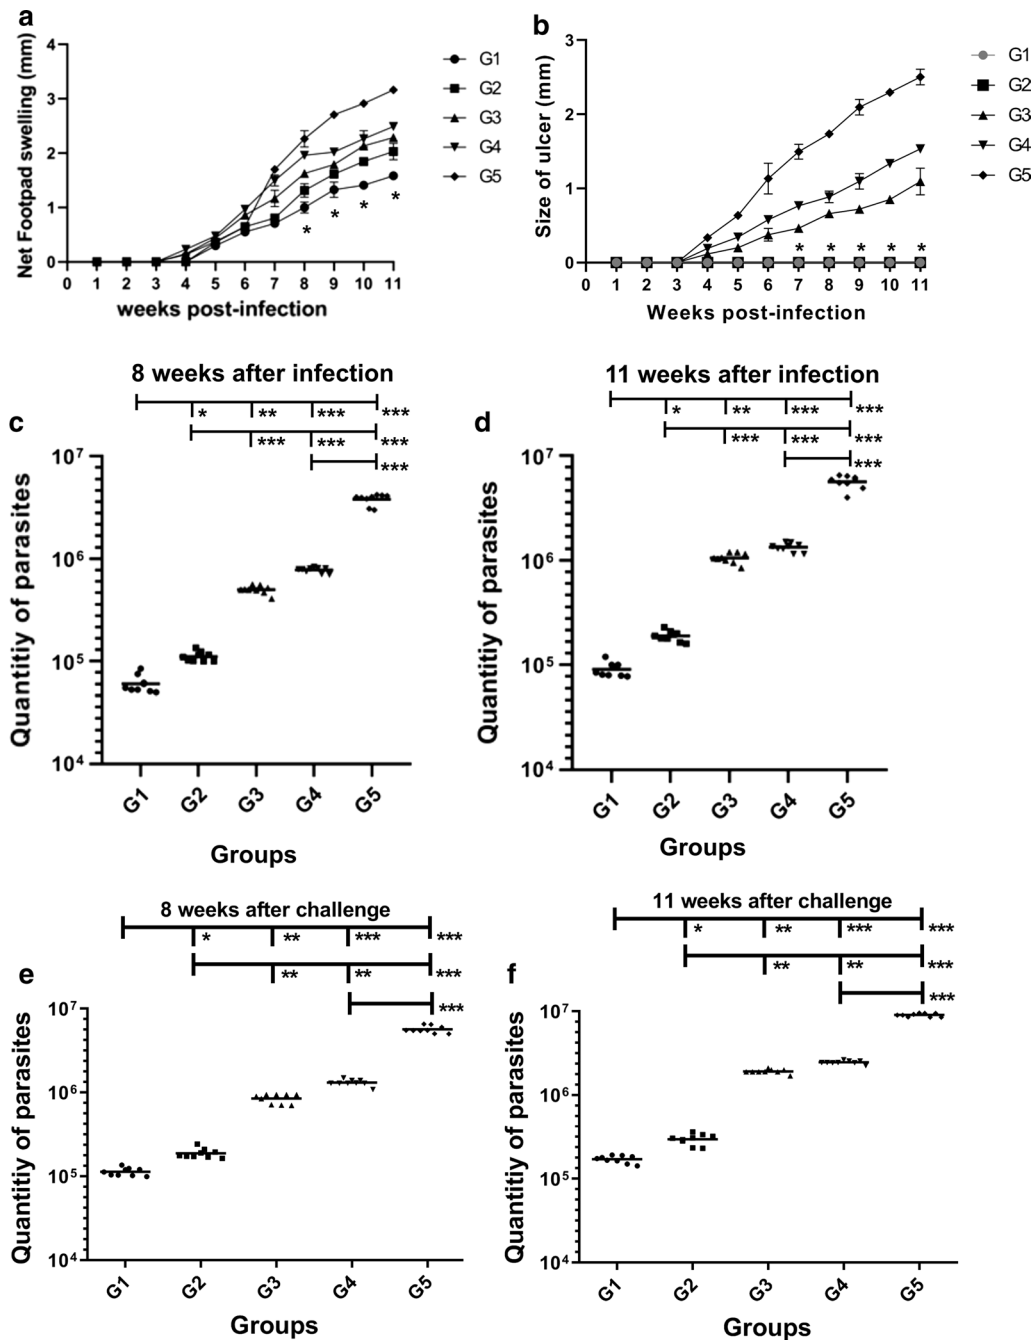 a
Net Footpad swelling (mm)
4
3
2
1
0
0 1 2 3 4 5 6 7 8 9 10 11
weeks post-infection
* * * *
G1
G2
G3
G4
G5
b
Size of ulcer (mm)
3
2
1
0
0 1 2 3 4 5 6 7 8 9 10 11
Weeks post-infection
* * * * *
G1
G2
G3
G4
G5
c
8 weeks after infection
* ** *** ***
*** *** ***
***
Quantitiy of parasites
10⁷
10⁶
10⁵
10⁴
G1 G2 G3 G4 G5
Groups
d
11 weeks after infection
* ** *** ***
*** *** ***
***
Quantitiy of parasites
10⁷
10⁶
10⁵
10⁴
G1 G2 G3 G4 G5
Groups
e
8 weeks after challenge
* ** *** ***
** ** ***
***
Quantitiy of parasites
10⁷
10⁶
10⁵
10⁴
G1 G2 G3 G4 G5
Groups
f
11 weeks after challenge
* ** *** ***
** ** ***
***
Quantitiy of parasites
10⁷
10⁶
10⁵
10⁴
G1 G2 G3 G4 G5
Groups